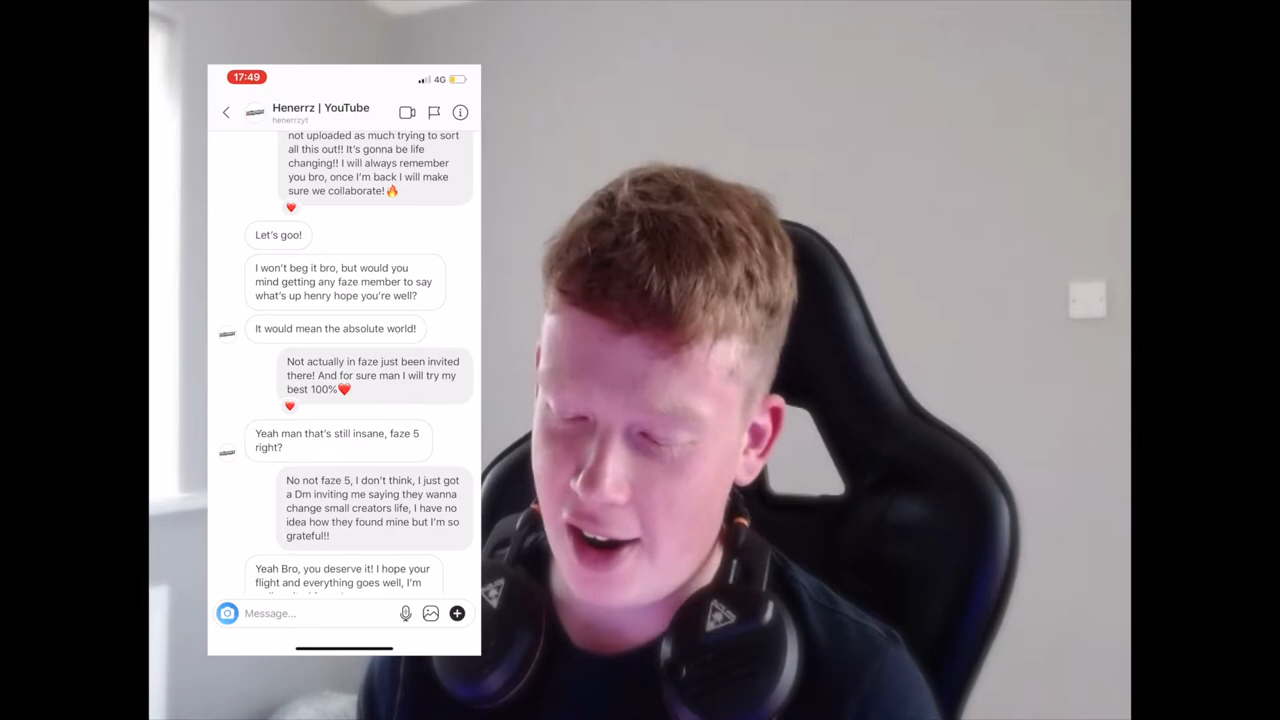 17:49
4G
Henerrz | YouTube
henerrzyt
not uploaded as much trying to sort
all this out!! It's gonna be life
changing!! I will always remember
you bro, once I'm back I will make
sure we collaborate!🔥
Let's goo!
I won't beg it bro, but would you
mind getting any faze member to say
what's up henry hope you're well?
It would mean the absolute world!
Not actually in faze just been invited
there! And for sure man I will try my
best 100%❤️
Yeah man that's still insane, faze 5
right?
No not faze 5, I don't think, I just got
a Dm inviting me saying they wanna
change small creators life, I have no
idea how they found mine but I'm so
grateful!!
Yeah Bro, you deserve it! I hope your
flight and everything goes well, I'm
Message...